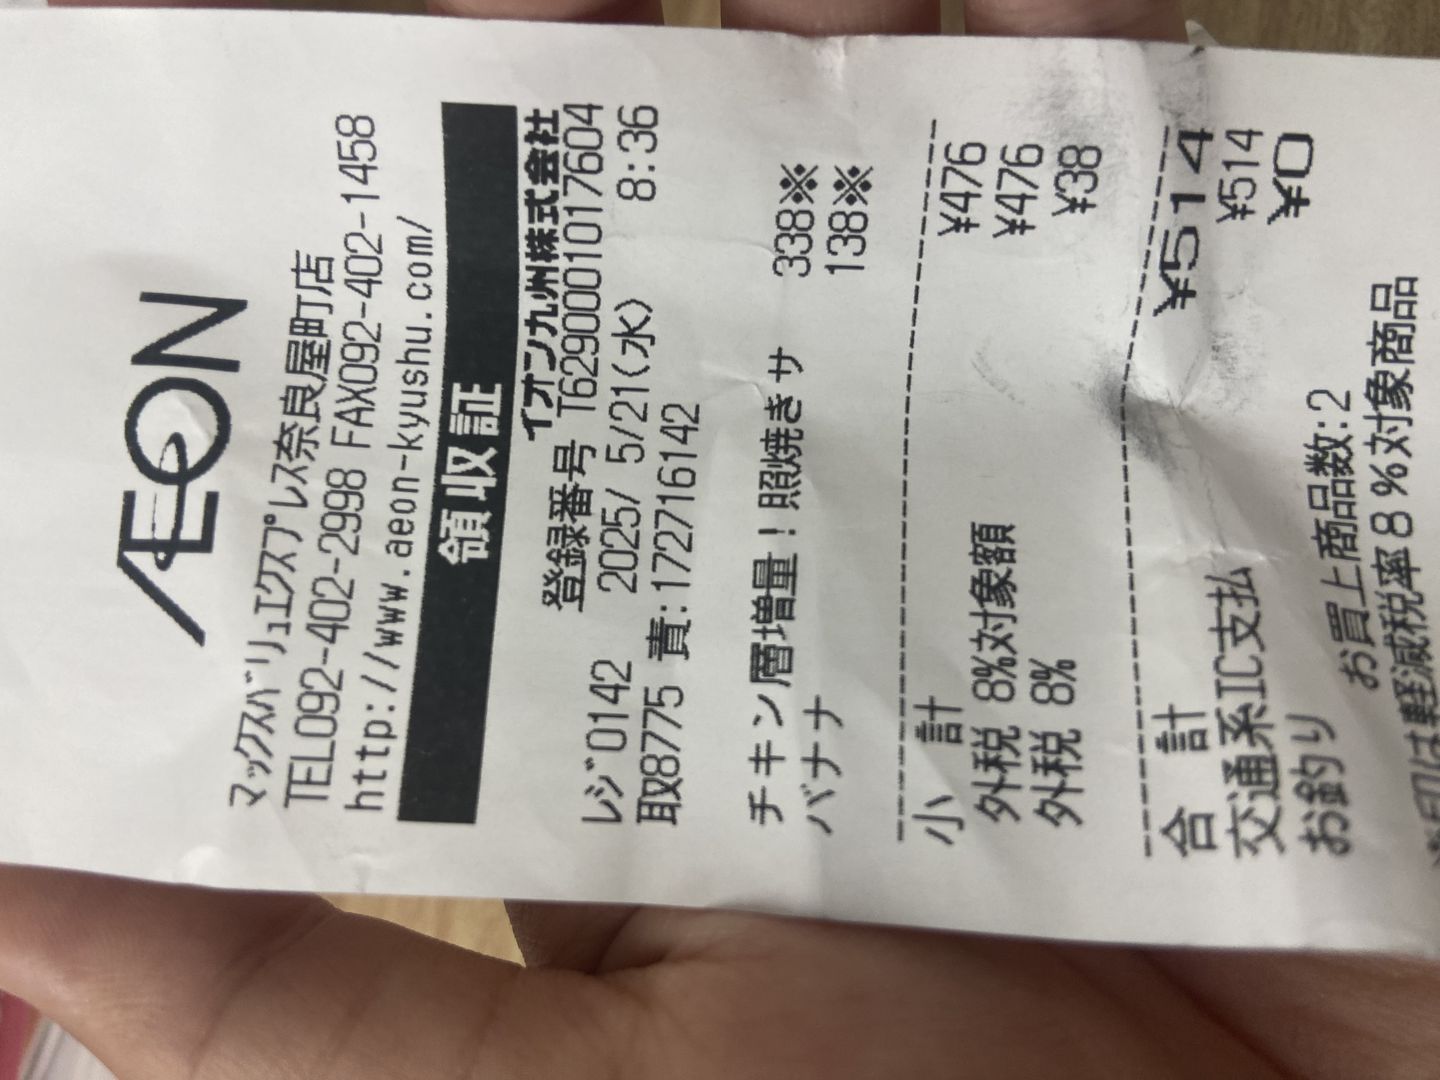 AEON
マックスバリュエクスプレス奈良屋町店
TEL092-402-2998 FAX092-402-1458
http://www.aeon-kyushu.com/
領収証
イオン九州株式会社
登録番号 T6290001017604
レジ0142 2025/ 5/21(水) 8:36
取8775 責:172716142
チキン層増量!照焼きサ 338※
バナナ 138※
小 計 ¥476
外税 8%対象額 ¥476
外税 8% ¥38
合 計 ¥514
交通系IC支払 ¥514
お釣り ¥0
お買上商品数:2
は軽減税率8%対象商品